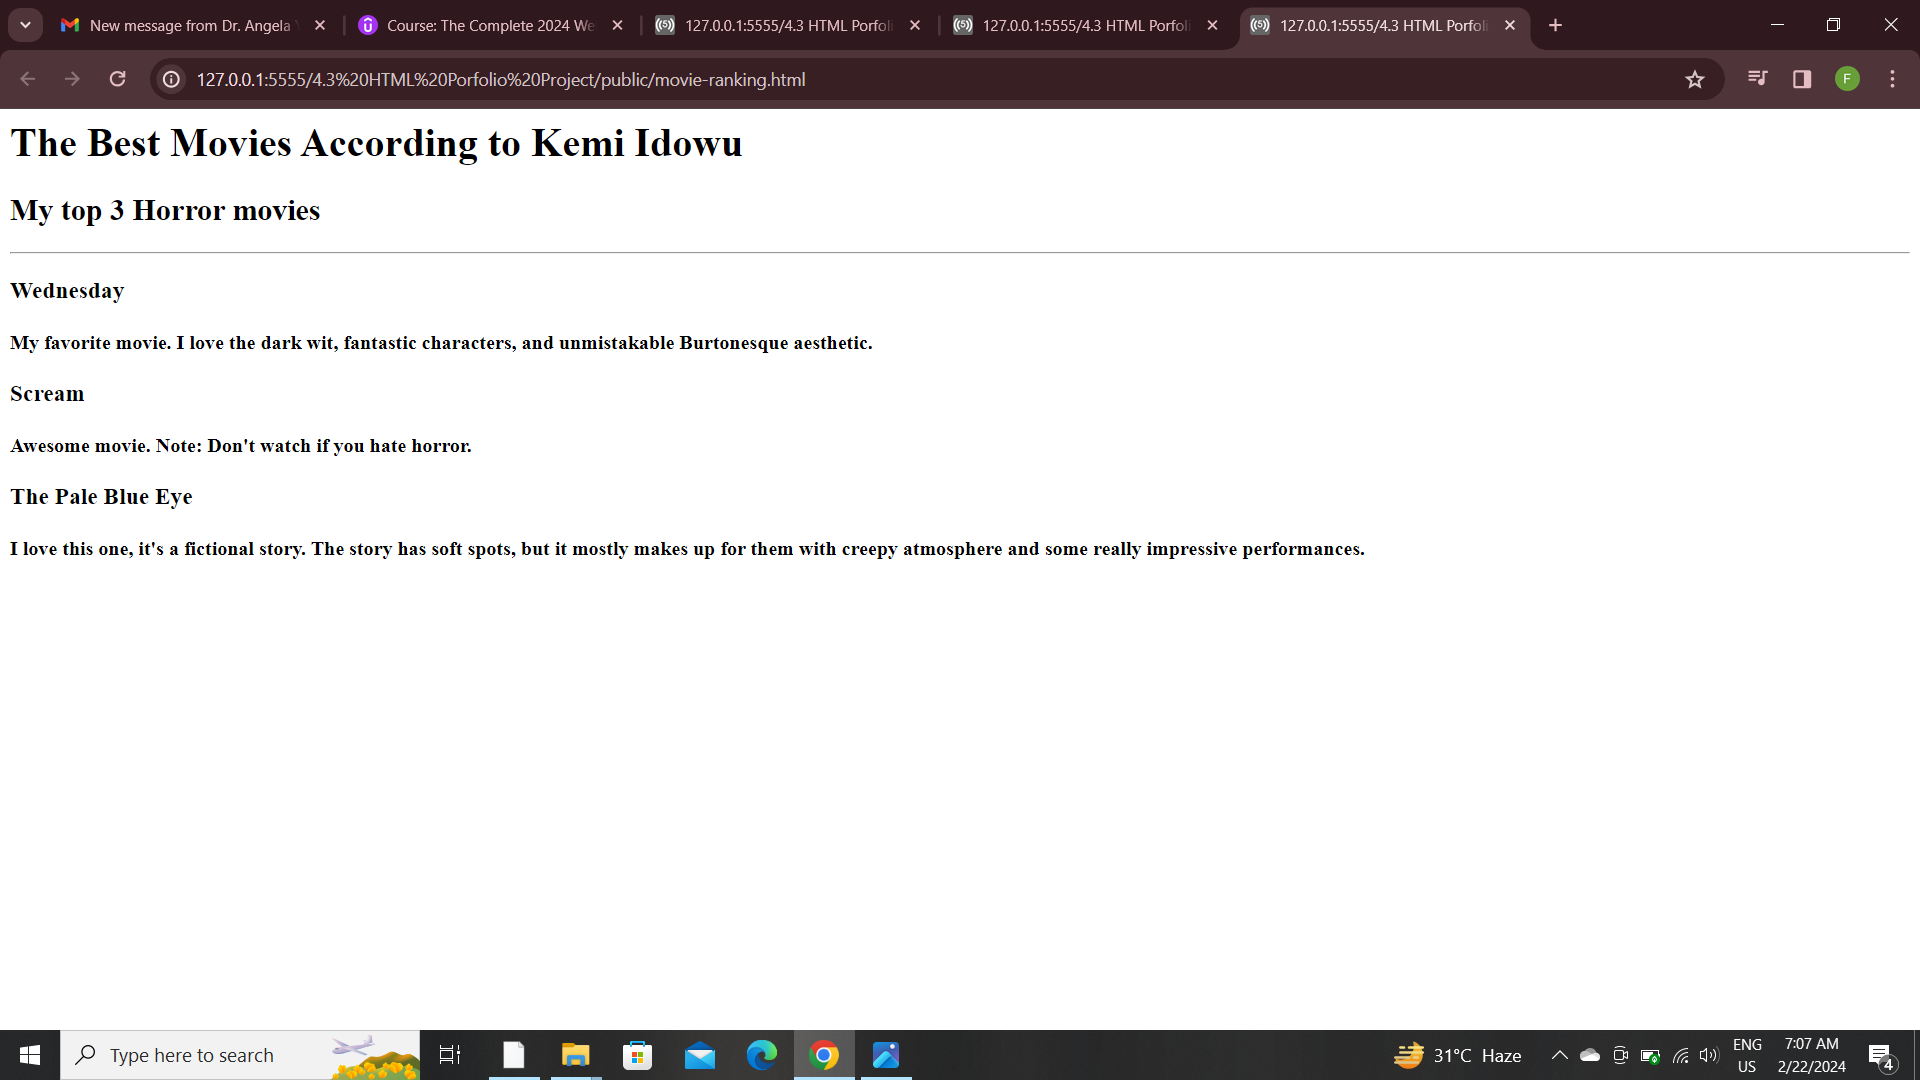 New message from Dr. Angela
Course: The Complete 2024 We
127.0.0.1:5555/4.3 HTML Porfoli
127.0.0.1:5555/4.3 HTML Porfoli
127.0.0.1:5555/4.3 HTML Porfoli
127.0.0.1:5555/4.3%20HTML%20Porfolio%20Project/public/movie-ranking.html
F
The Best Movies According to Kemi Idowu
My top 3 Horror movies
Wednesday
My favorite movie. I love the dark wit, fantastic characters, and unmistakable Burtonesque aesthetic.
Scream
Awesome movie. Note: Don't watch if you hate horror.
The Pale Blue Eye
I love this one, it's a fictional story. The story has soft spots, but it mostly makes up for them with creepy atmosphere and some really impressive performances.
Type here to search
31°C Haze
ENG
US
7:07 AM
2/22/2024
4